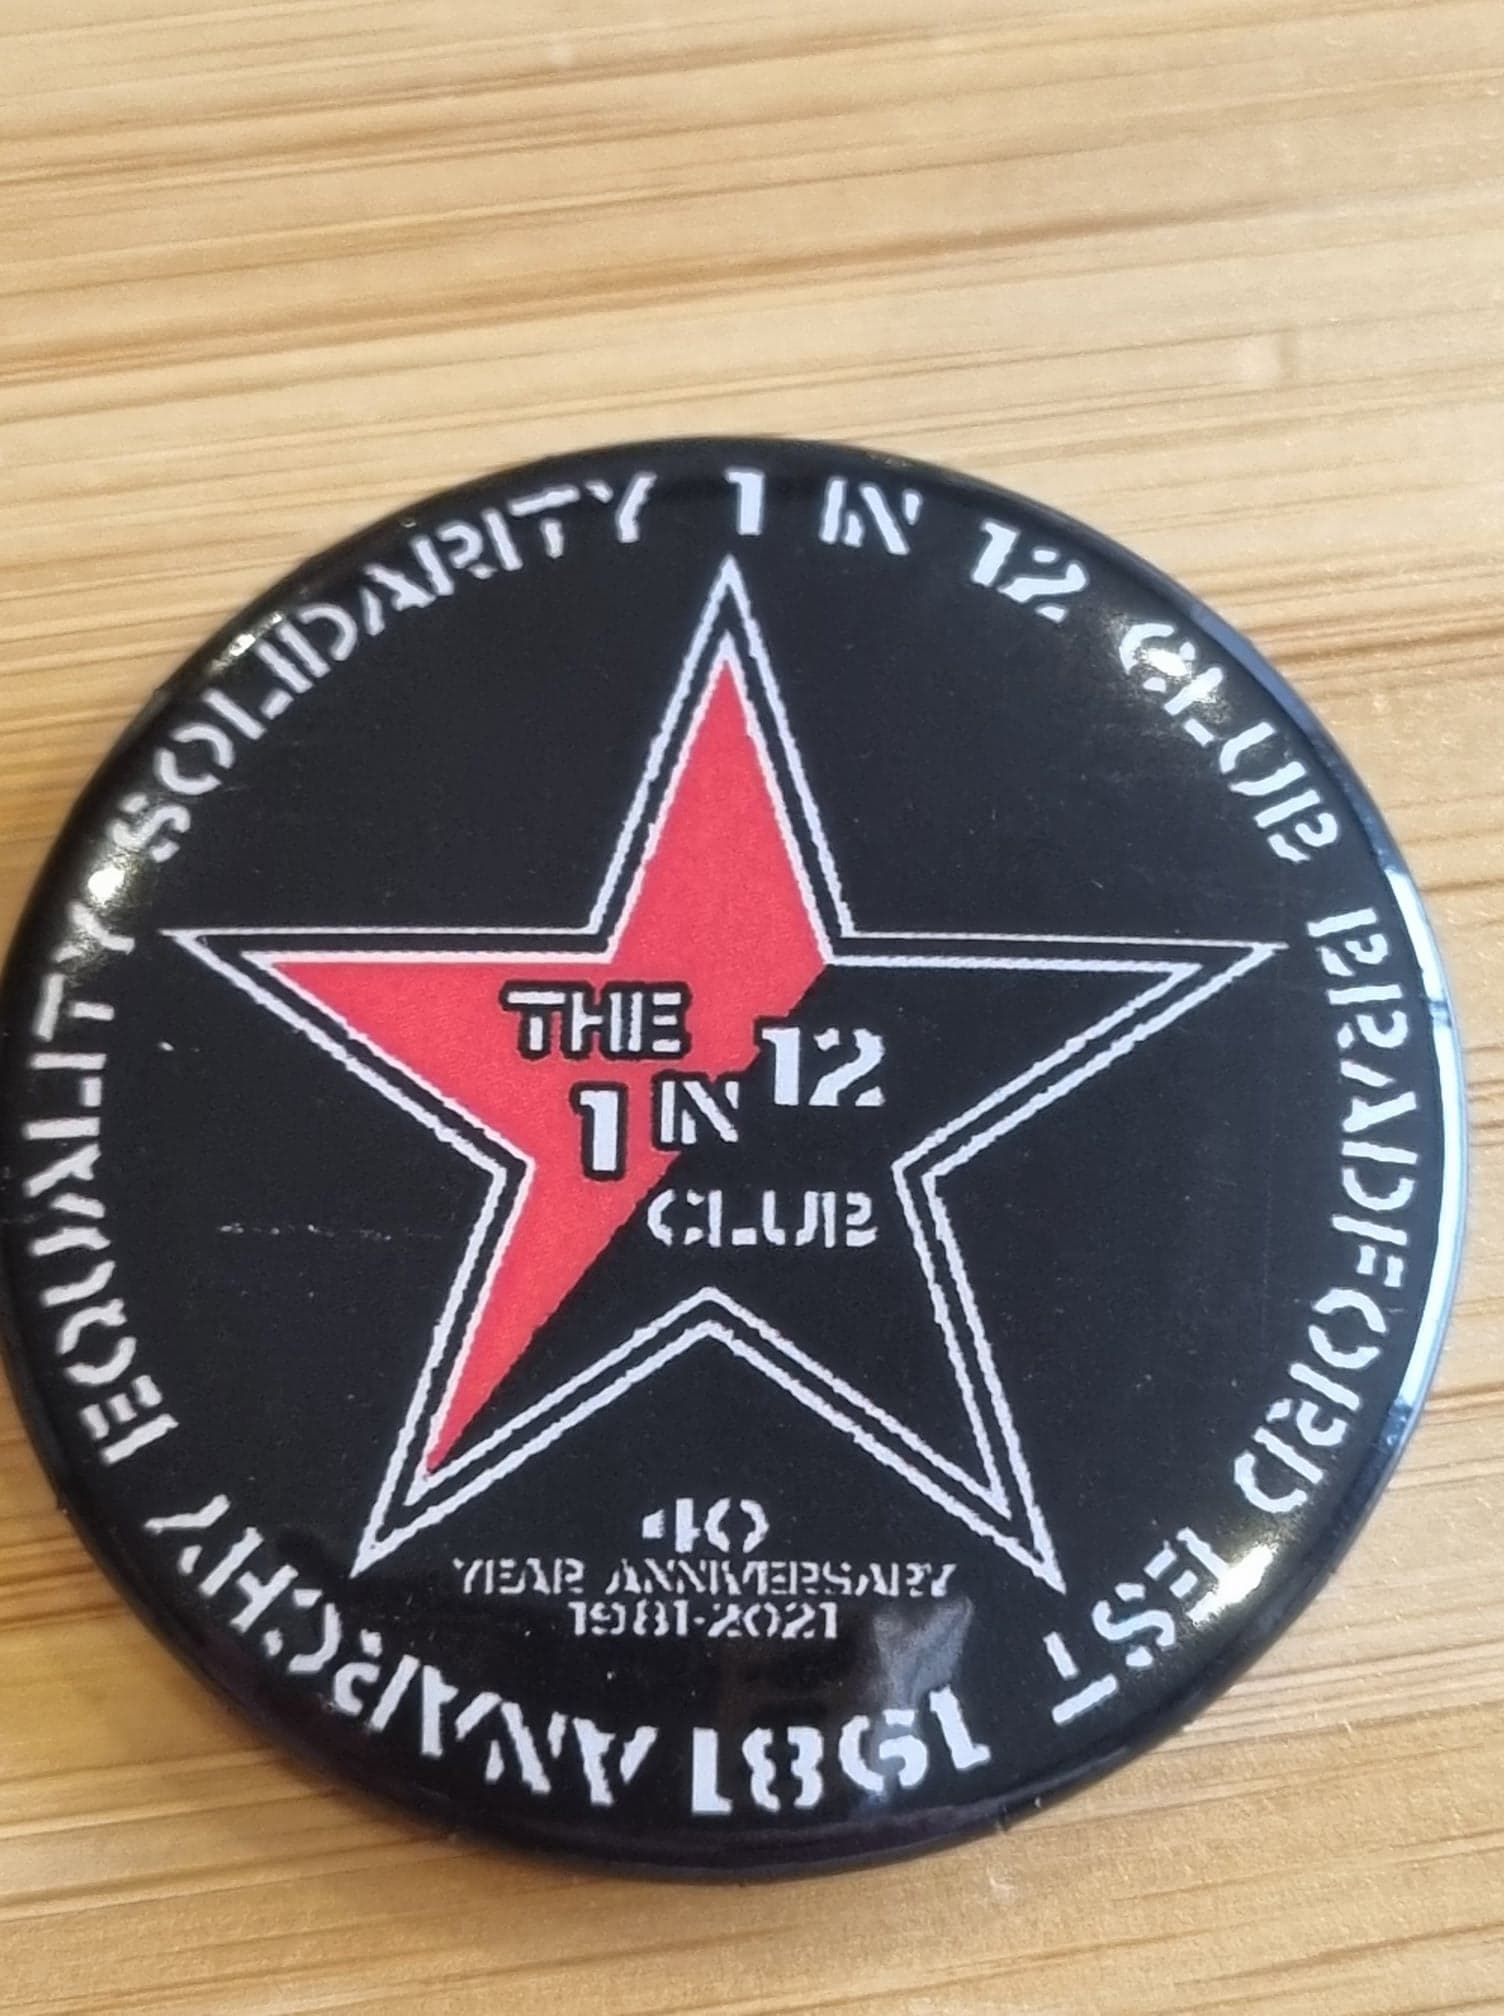 SOLIDARITY 1 IN 12 CLUB BRADFORD EST 1981 ANARCHY EQUALITY
THE
1 IN 12
CLUB
40
YEAR ANNIVERSARY
1981-2021